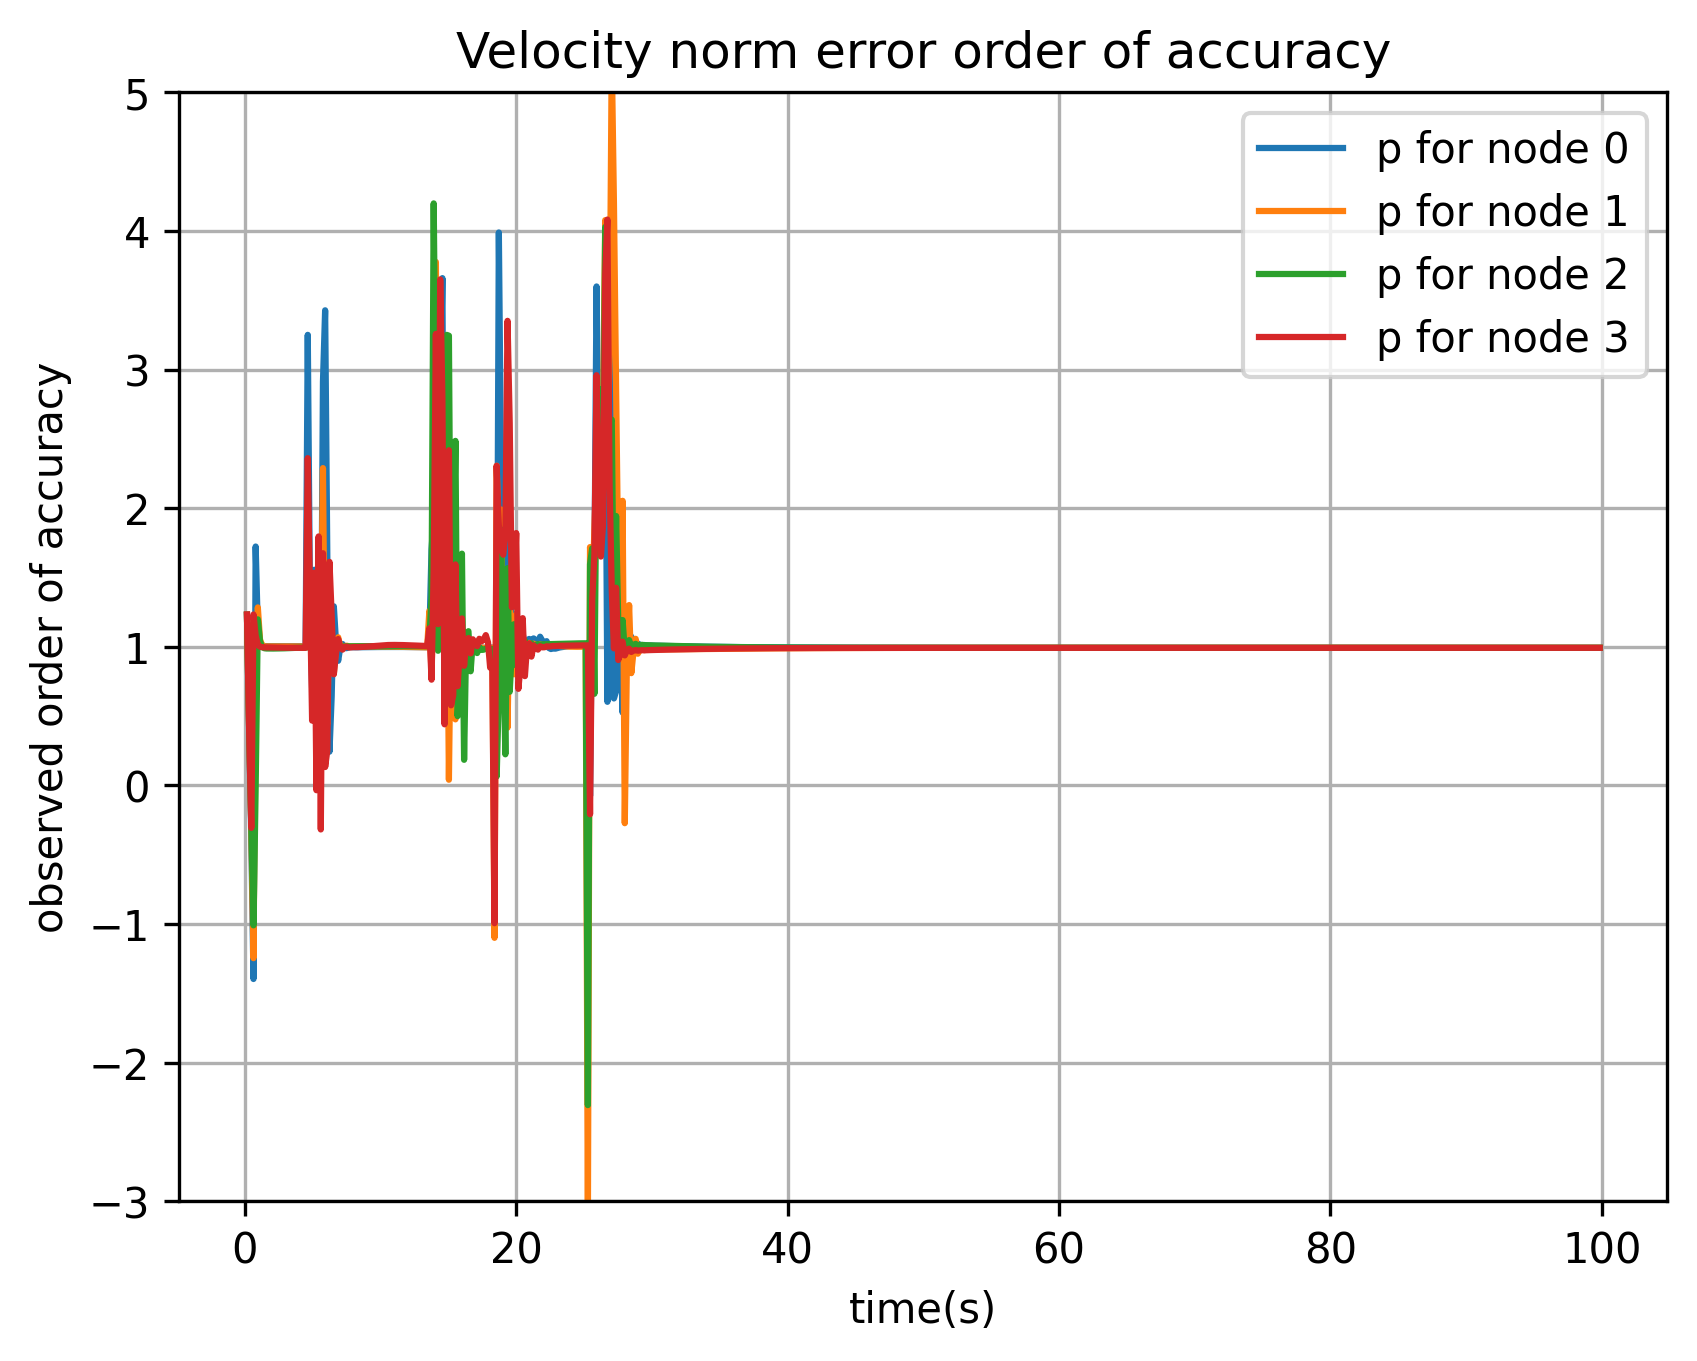 Velocity norm error order of accuracy
5
4
3
2
1
0
−1
−2
−3
observed order of accuracy
p for node 0
p for node 1
p for node 2
p for node 3
0 20 40 60 80 100
time(s)